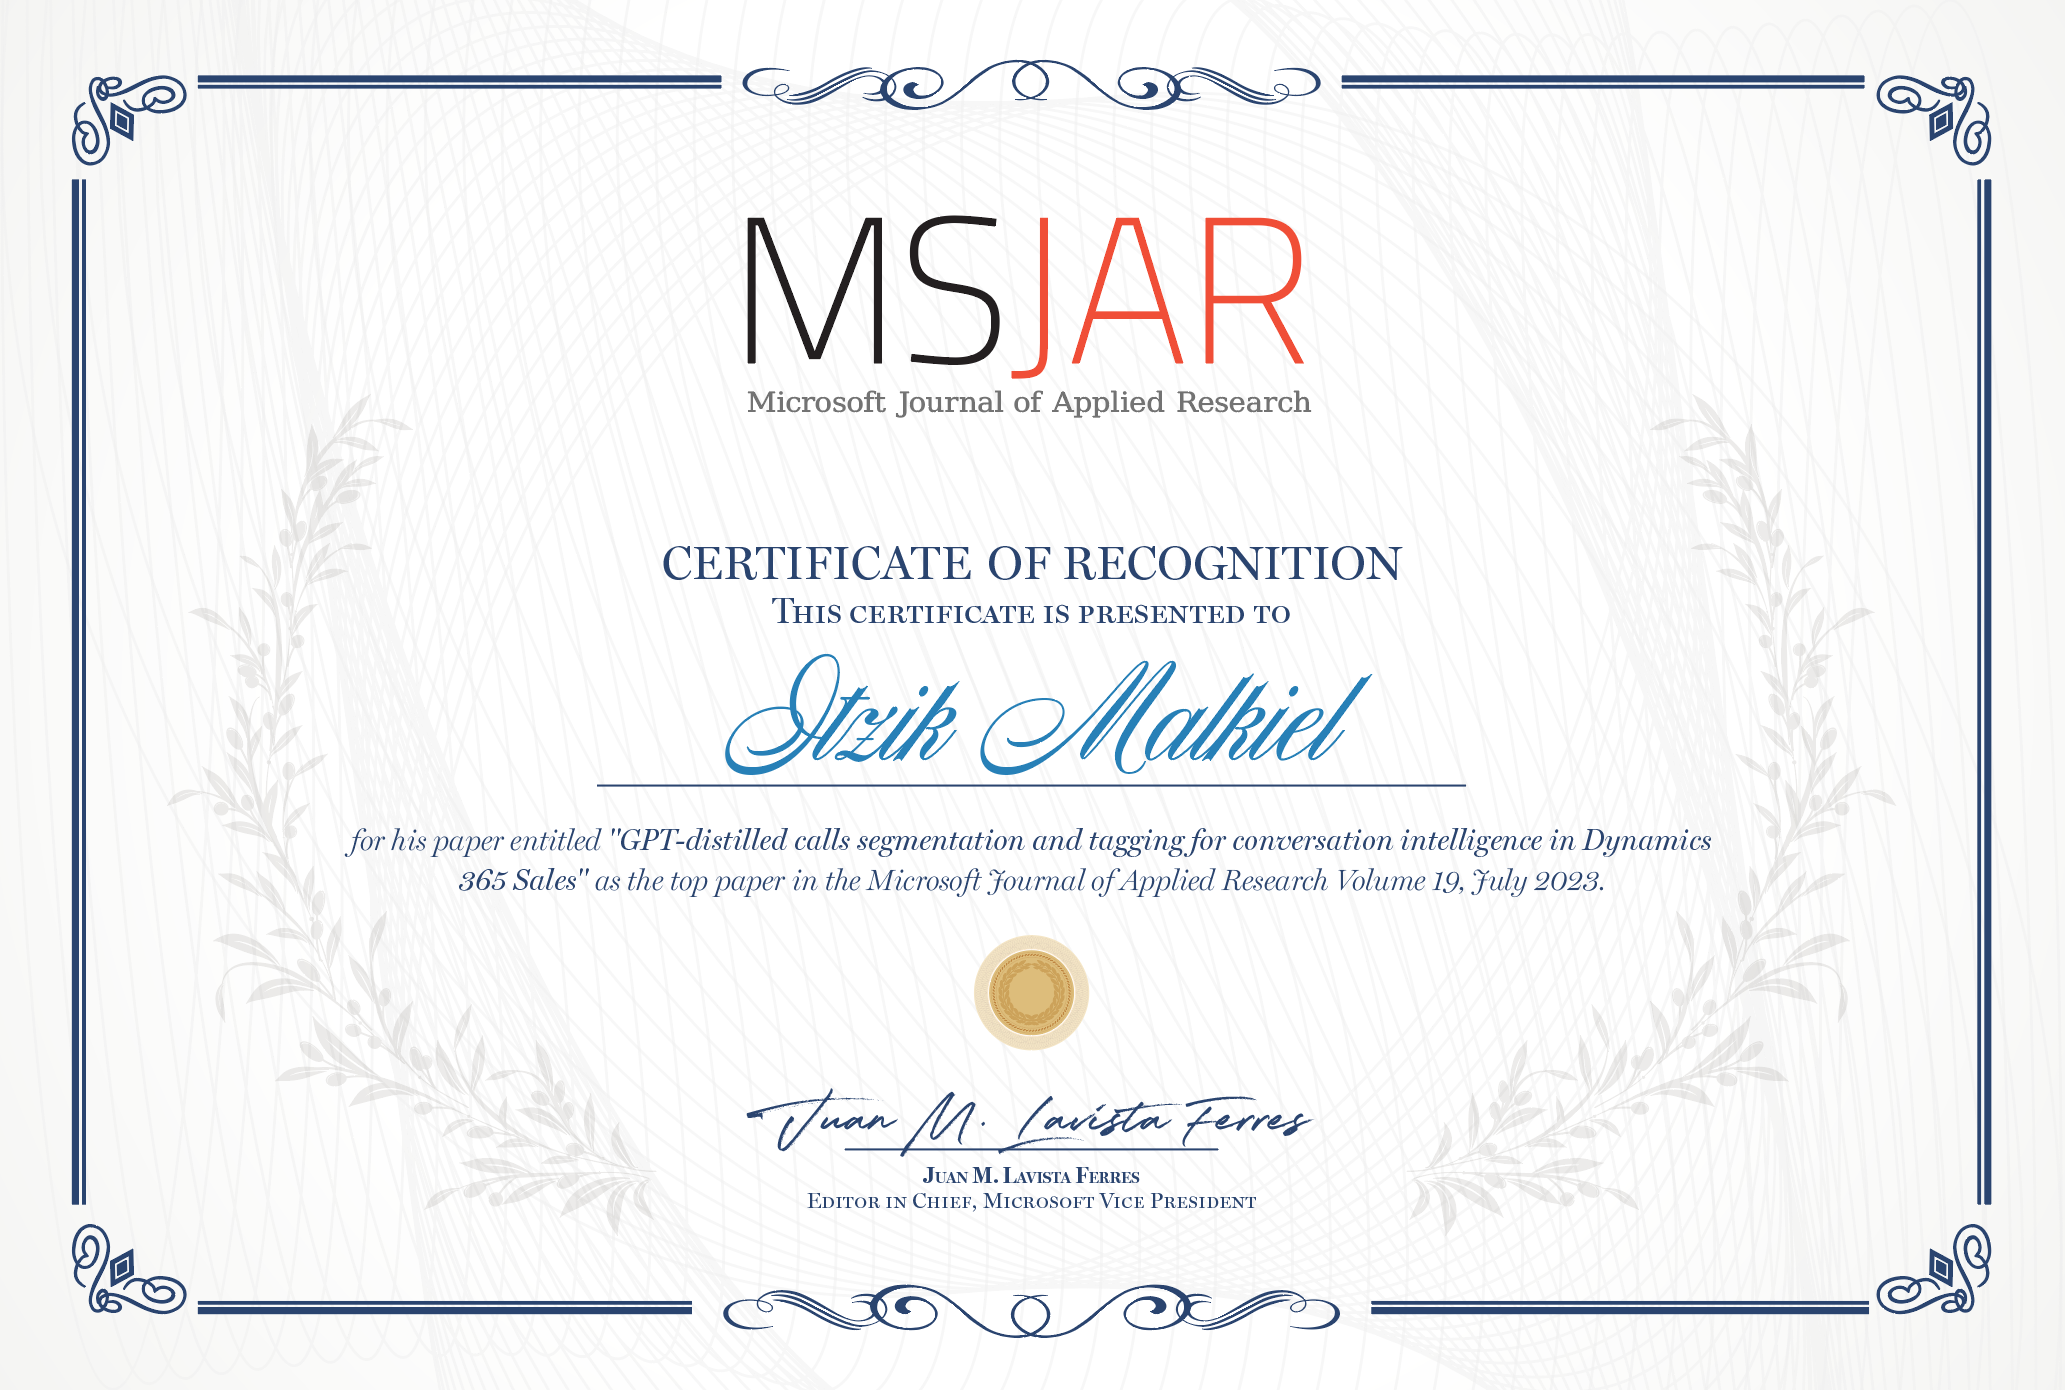 MSJAR
Microsoft Journal of Applied Research
CERTIFICATE OF RECOGNITION
THIS CERTIFICATE IS PRESENTED TO
Itzik Malkiel
for his paper entitled "GPT-distilled calls segmentation and tagging for conversation intelligence in Dynamics
365 Sales" as the top paper in the Microsoft Journal of Applied Research Volume 19, July 2023.
Juan M. Lavista Ferres
JUAN M. LAVISTA FERRES
EDITOR IN CHIEF, MICROSOFT VICE PRESIDENT